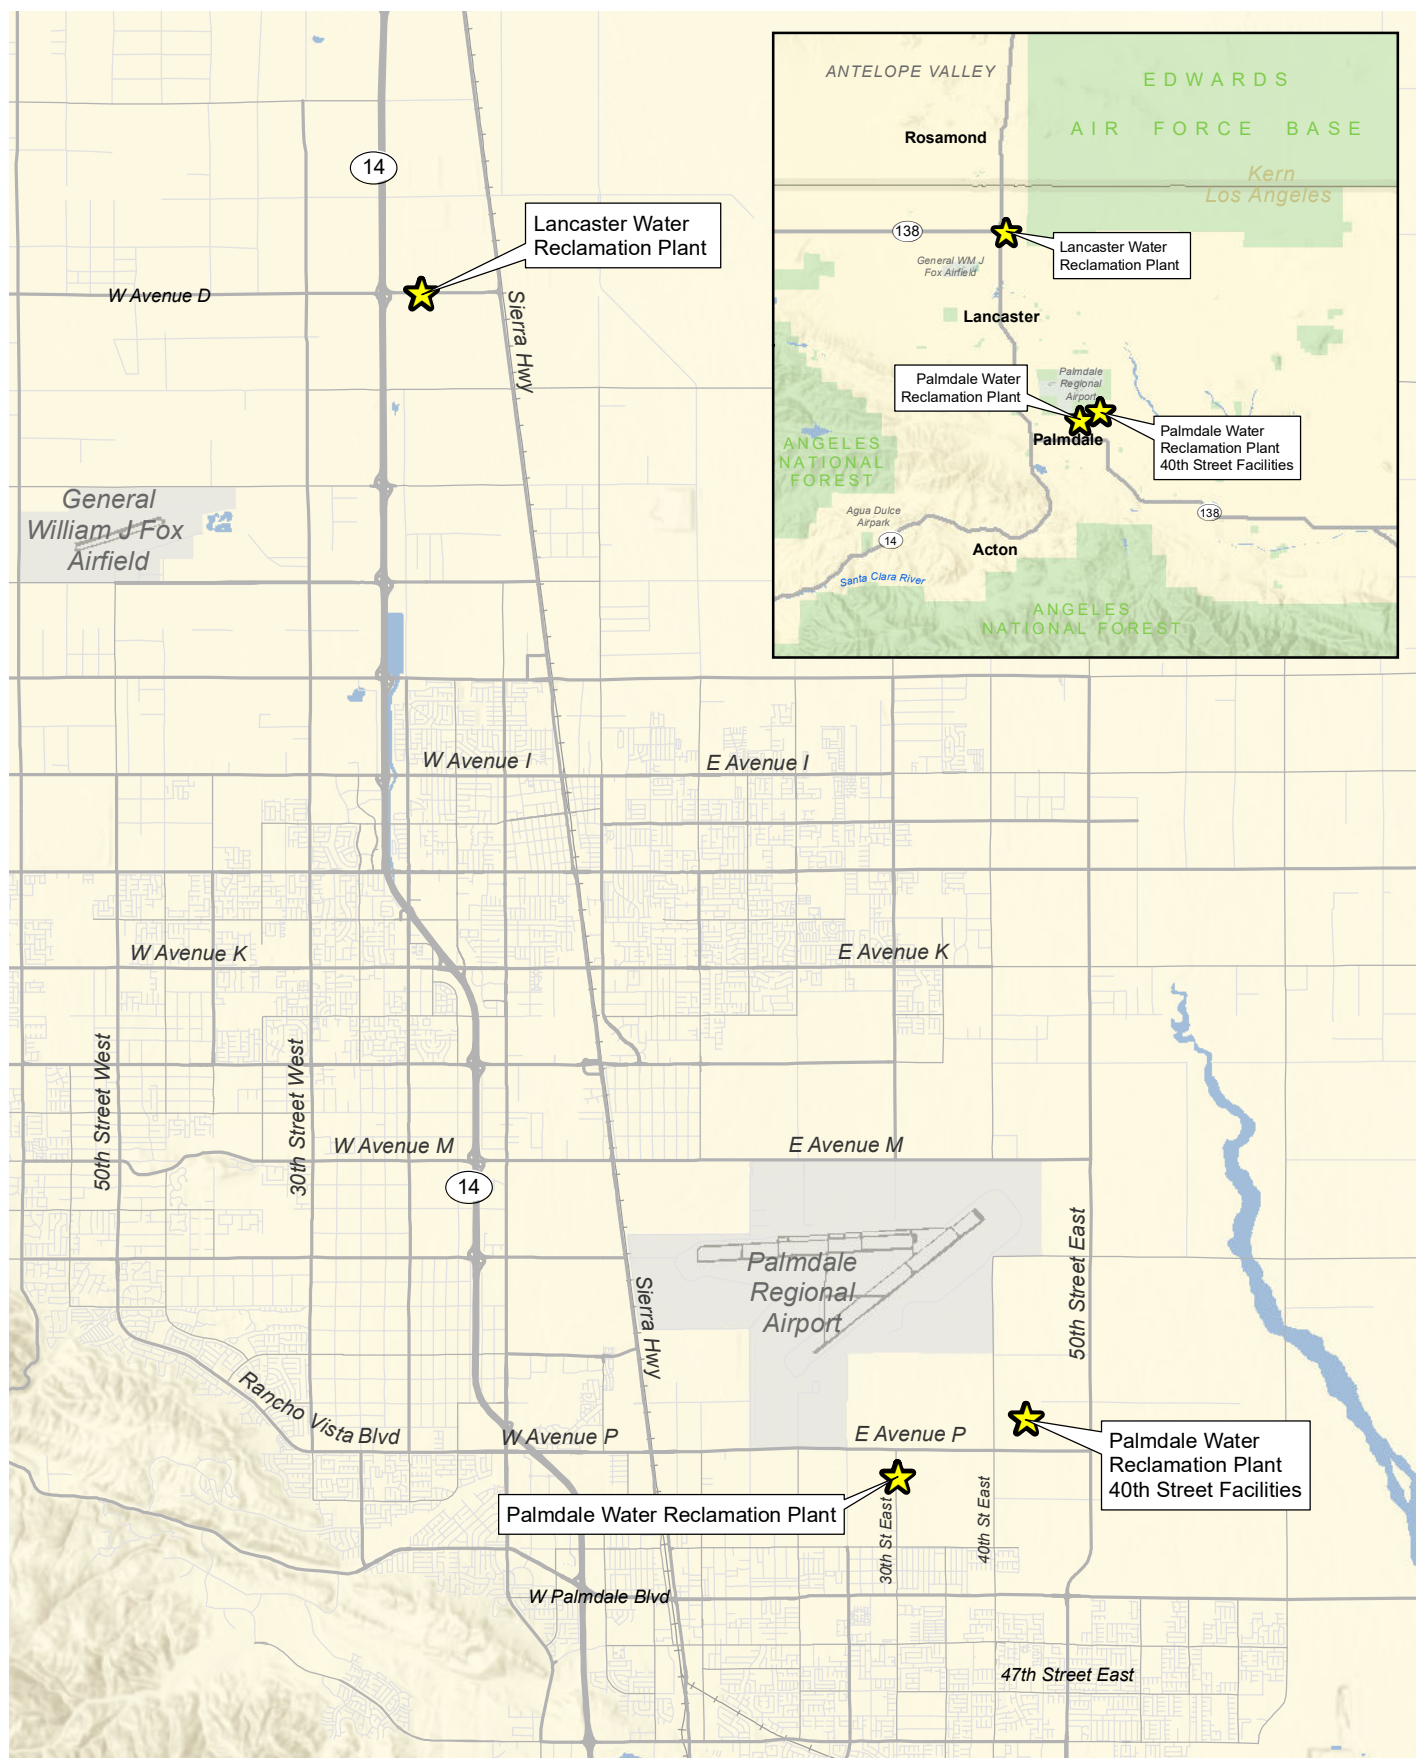 14
Lancaster Water
Reclamation Plant
W Avenue D
Sierra Hwy
General
William J Fox
Airfield
W Avenue I
E Avenue I
W Avenue K
E Avenue K
50th Street West
30th Street West
W Avenue M
E Avenue M
14
Palmdale
Regional
Airport
Sierra Hwy
50th Street East
Rancho Vista Blvd
W Avenue P
E Avenue P
Palmdale Water
Reclamation Plant
40th Street Facilities
Palmdale Water Reclamation Plant
30th St East
40th St East
W Palmdale Blvd
47th Street East
ANTELOPE VALLEY
EDWARDS
AIR FORCE BASE
Rosamond
Kern
Los Angeles
138
Lancaster Water
Reclamation Plant
General WM J
Fox Airfield
Lancaster
Palmdale Water
Reclamation Plant
Palmdale
Regional
Airport
Palmdale
Palmdale Water
Reclamation Plant
40th Street Facilities
ANGELES
NATIONAL
FOREST
138
Agua Dulce
Airpark
14
Acton
Santa Clara River
ANGELES
NATIONAL FOREST